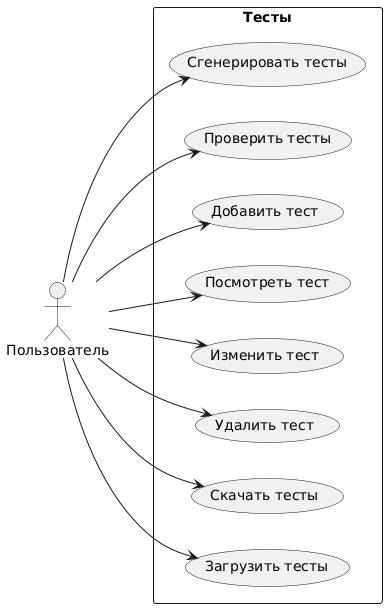 Тесты
Сгенерировать тесты
Проверить тесты
Добавить тест
Посмотреть тест
Пользователь
Изменить тест
Удалить тест
Скачать тесты
Загрузить тесты